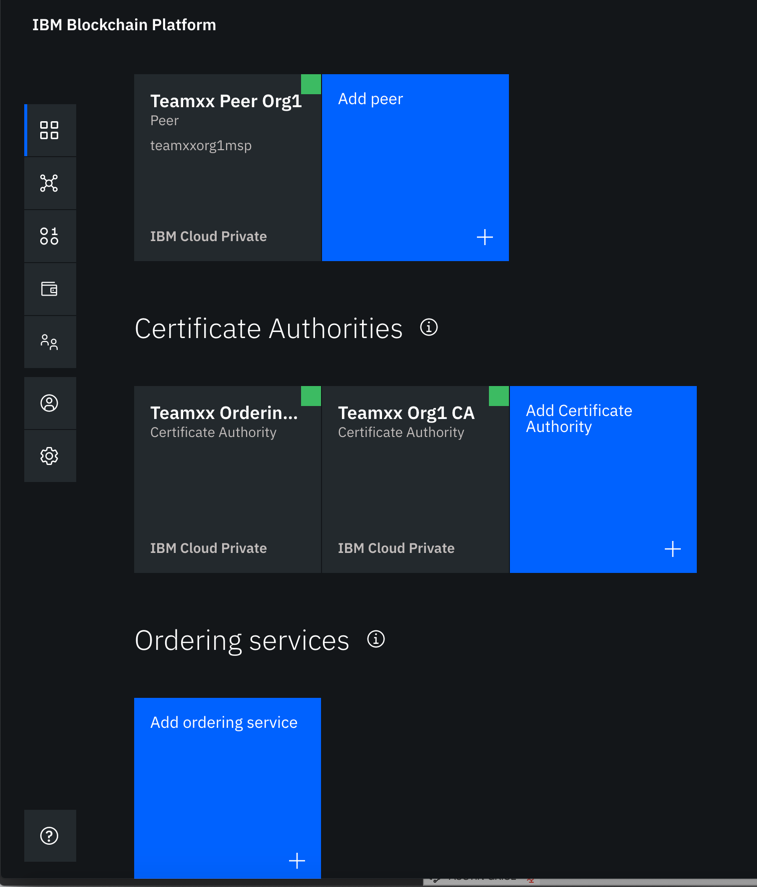 IBM Blockchain Platform
Teamxx Peer Org1
Peer
teamxxorg1msp
IBM Cloud Private
Add peer
Certificate Authorities
Teamxx Orderin...
Certificate Authority
IBM Cloud Private
Teamxx Org1 CA
Certificate Authority
IBM Cloud Private
Add Certificate
Authority
Ordering services
Add ordering service